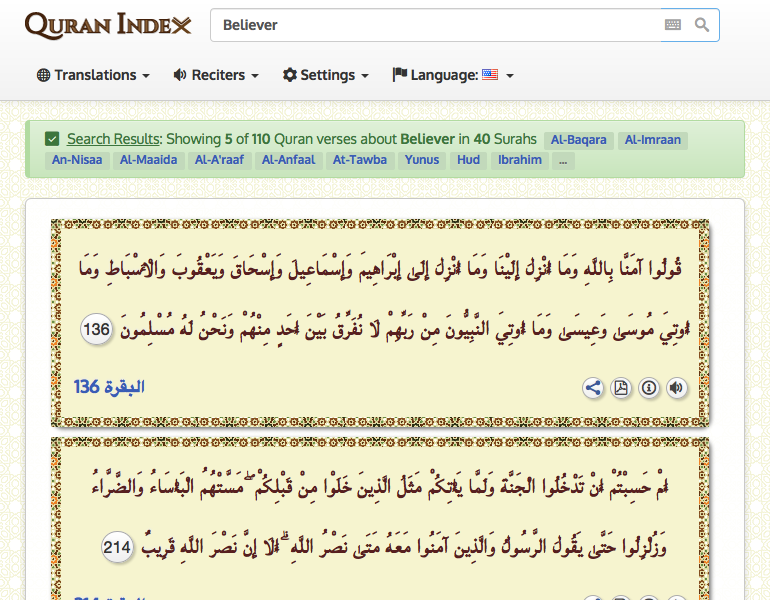 QURAN INDEX
Believer
Translations Reciters Settings Language:
Search Results: Showing 5 of 110 Quran verses about Believer in 40 Surahs Al-Baqara Al-Imraan
An-Nisaa Al-Maaida Al-A'raaf Al-Anfaal At-Tawba Yunus Hud Ibrahim ...
قُولُوا آمَنَّا بِاللَّهِ وَمَا أُنْزِلَ إِلَيْنَا وَمَا أُنْزِلَ إِلَىٰ إِبْرَاهِيمَ وَإِسْمَاعِيلَ وَإِسْحَاقَ وَيَعْقُوبَ وَالْأَسْبَاطِ وَمَا
أُوتِيَ مُوسَىٰ وَعِيسَىٰ وَمَا أُوتِيَ النَّبِيُّونَ مِنْ رَبِّهِمْ لَا نُفَرِّقُ بَيْنَ أَحَدٍ مِنْهُمْ وَنَحْنُ لَهُ مُسْلِمُونَ 136
البقرة 136
أَمْ حَسِبْتُمْ أَنْ تَدْخُلُوا الْجَنَّةَ وَلَمَّا يَأْتِكُمْ مَثَلُ الَّذِينَ خَلَوْا مِنْ قَبْلِكُمْ ۖ مَسَّتْهُمُ الْبَأْسَاءُ وَالضَّرَّاءُ
وَزُلْزِلُوا حَتَّىٰ يَقُولَ الرَّسُولُ وَالَّذِينَ آمَنُوا مَعَهُ مَتَىٰ نَصْرُ اللَّهِ ۗ أَلَا إِنَّ نَصْرَ اللَّهِ قَرِيبٌ 214